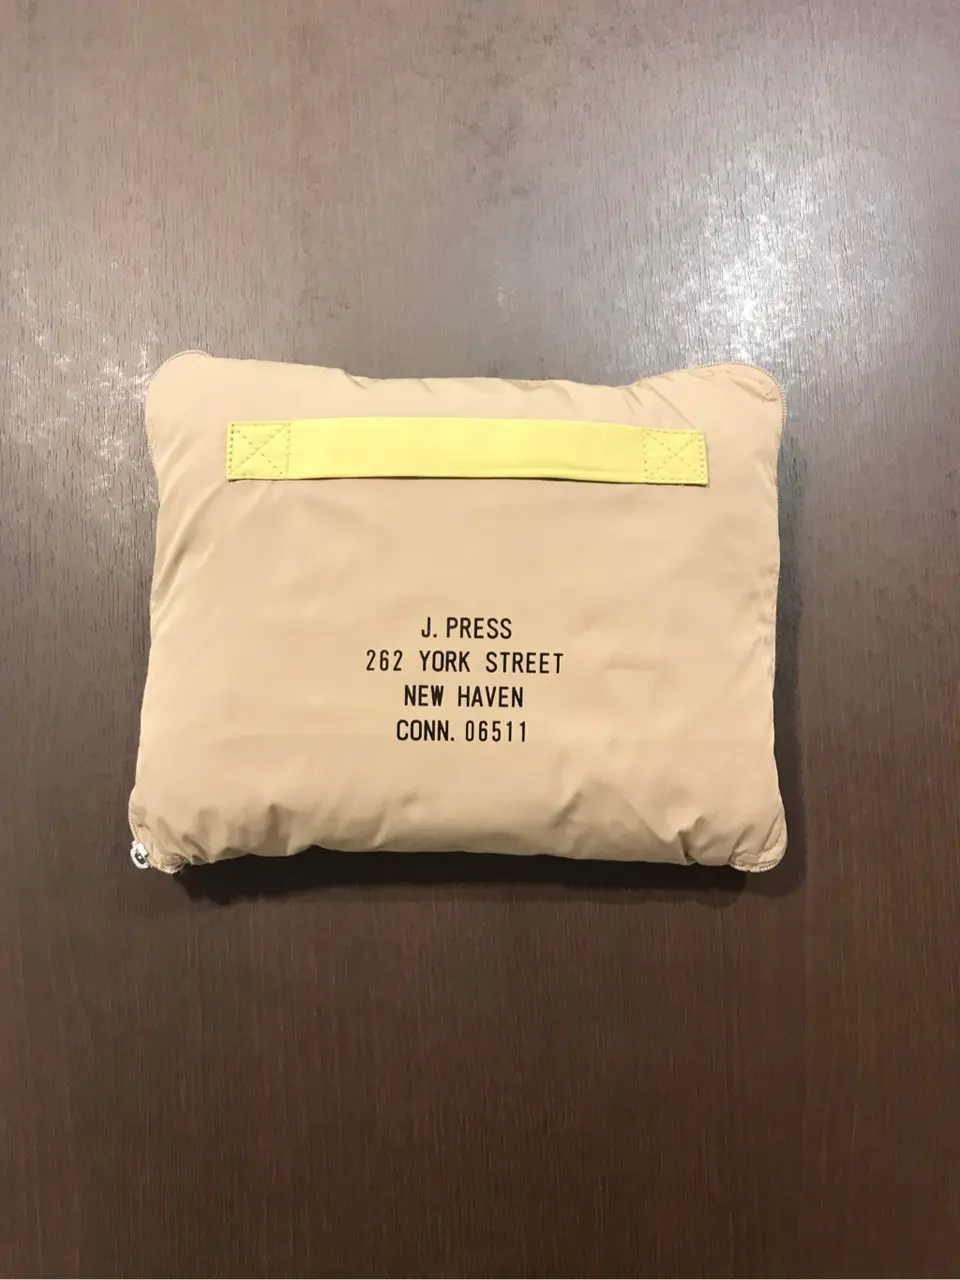 J. PRESS
262 YORK STREET
NEW HAVEN
CONN. 06511